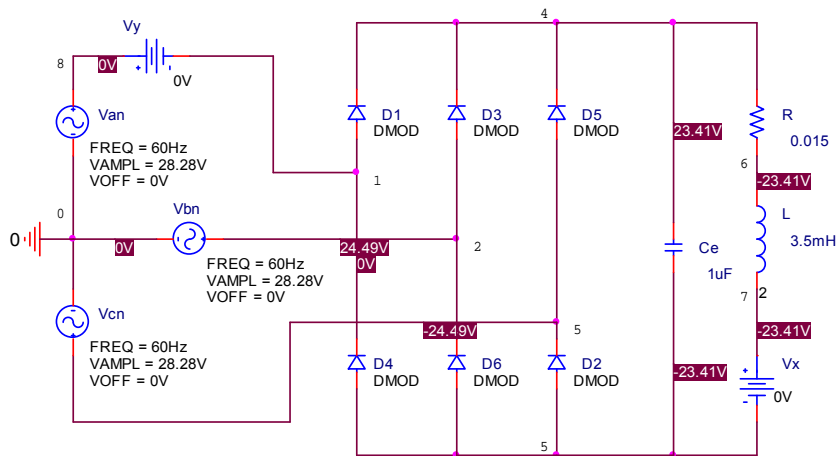 4
Vy
8
0V
0V
Van
D1
DMOD
D3
DMOD
D5
DMOD
23.41V
R
0.015
FREQ = 60Hz
VAMPL = 28.28V
VOFF = 0V
6
-23.41V
1
0
Vbn
L
0
0V
24.49V
0V
2
3.5mH
Ce
1uF
FREQ = 60Hz
VAMPL = 28.28V
VOFF = 0V
7
2
Vcn
5
-24.49V
-23.41V
FREQ = 60Hz
VAMPL = 28.28V
VOFF = 0V
D4
DMOD
D6
DMOD
D2
DMOD
-23.41V
Vx
0V
5